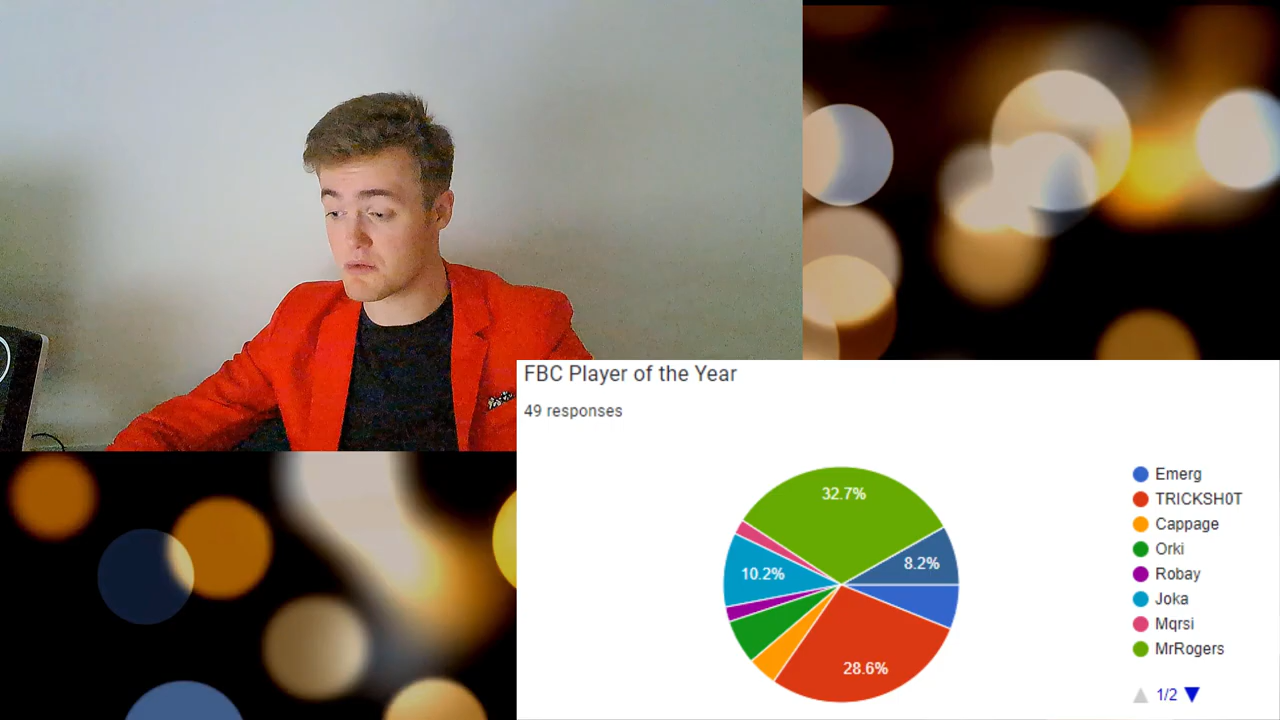 FBC Player of the Year
49 responses
32.7%
8.2%
10.2%
28.6%
Emerg
TRICKSH0T
Cappage
Orki
Robay
Joka
Mqrsi
MrRogers
1/2